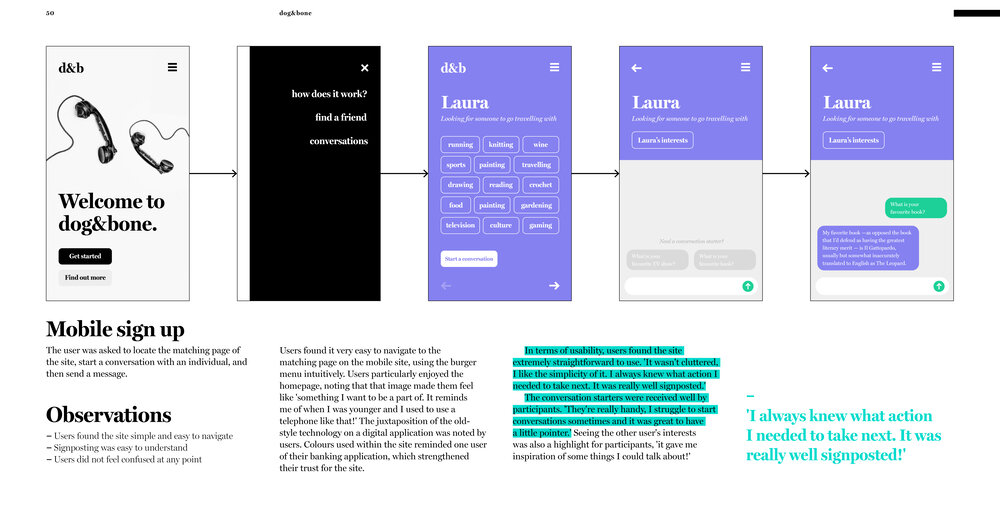 50
dog&bone
d&b
Welcome to
dog&bone.
Get started
Find out more
how does it work?
find a friend
conversations
d&b
Laura
Looking for someone to go travelling with
running knitting wine
sports painting travelling
drawing reading crochet
food painting gardening
television culture gaming
Start a conversation
Laura
Looking for someone to go travelling with
Laura's interests
Need a conversation starter?
What is your
favourite TV show?
What is your
favourite book?
Laura
Looking for someone to go travelling with
Laura's interests
What is your
favourite book?
My favorite book —as opposed the book
that I'd defend as having the greatest
literary merit — is Il Gattopardo,
usually but somewhat inaccurately
translated to English as The Leopard.
Mobile sign up
The user was asked to locate the matching page of
the site, start a conversation with an individual, and
then send a message.
Observations
– Users found the site simple and easy to navigate
– Signposting was easy to understand
– Users did not feel confused at any point
Users found it very easy to navigate to the
matching page on the mobile site, using the burger
menu intuitively. Users particularly enjoyed the
homepage, noting that that image made them feel
like 'something I want to be a part of. It reminds
me of when I was younger and I used to use a
telephone like that!' The juxtaposition of the old-
style technology on a digital application was noted by
users. Colours used within the site reminded one user
of their banking application, which strengthened
their trust for the site.
In terms of usability, users found the site
extremely straightforward to use. 'It wasn't cluttered,
I like the simplicity of it. I always knew what action I
needed to take next. It was really well signposted.'
The conversation starters were received well by
participants. 'They're really handy, I struggle to start
conversations sometimes and it was great to have
a little pointer.' Seeing the other user's interests
was also a highlight for participants, 'it gave me
inspiration of some things I could talk about!'
–
'I always knew what action
I needed to take next. It was
really well signposted!'